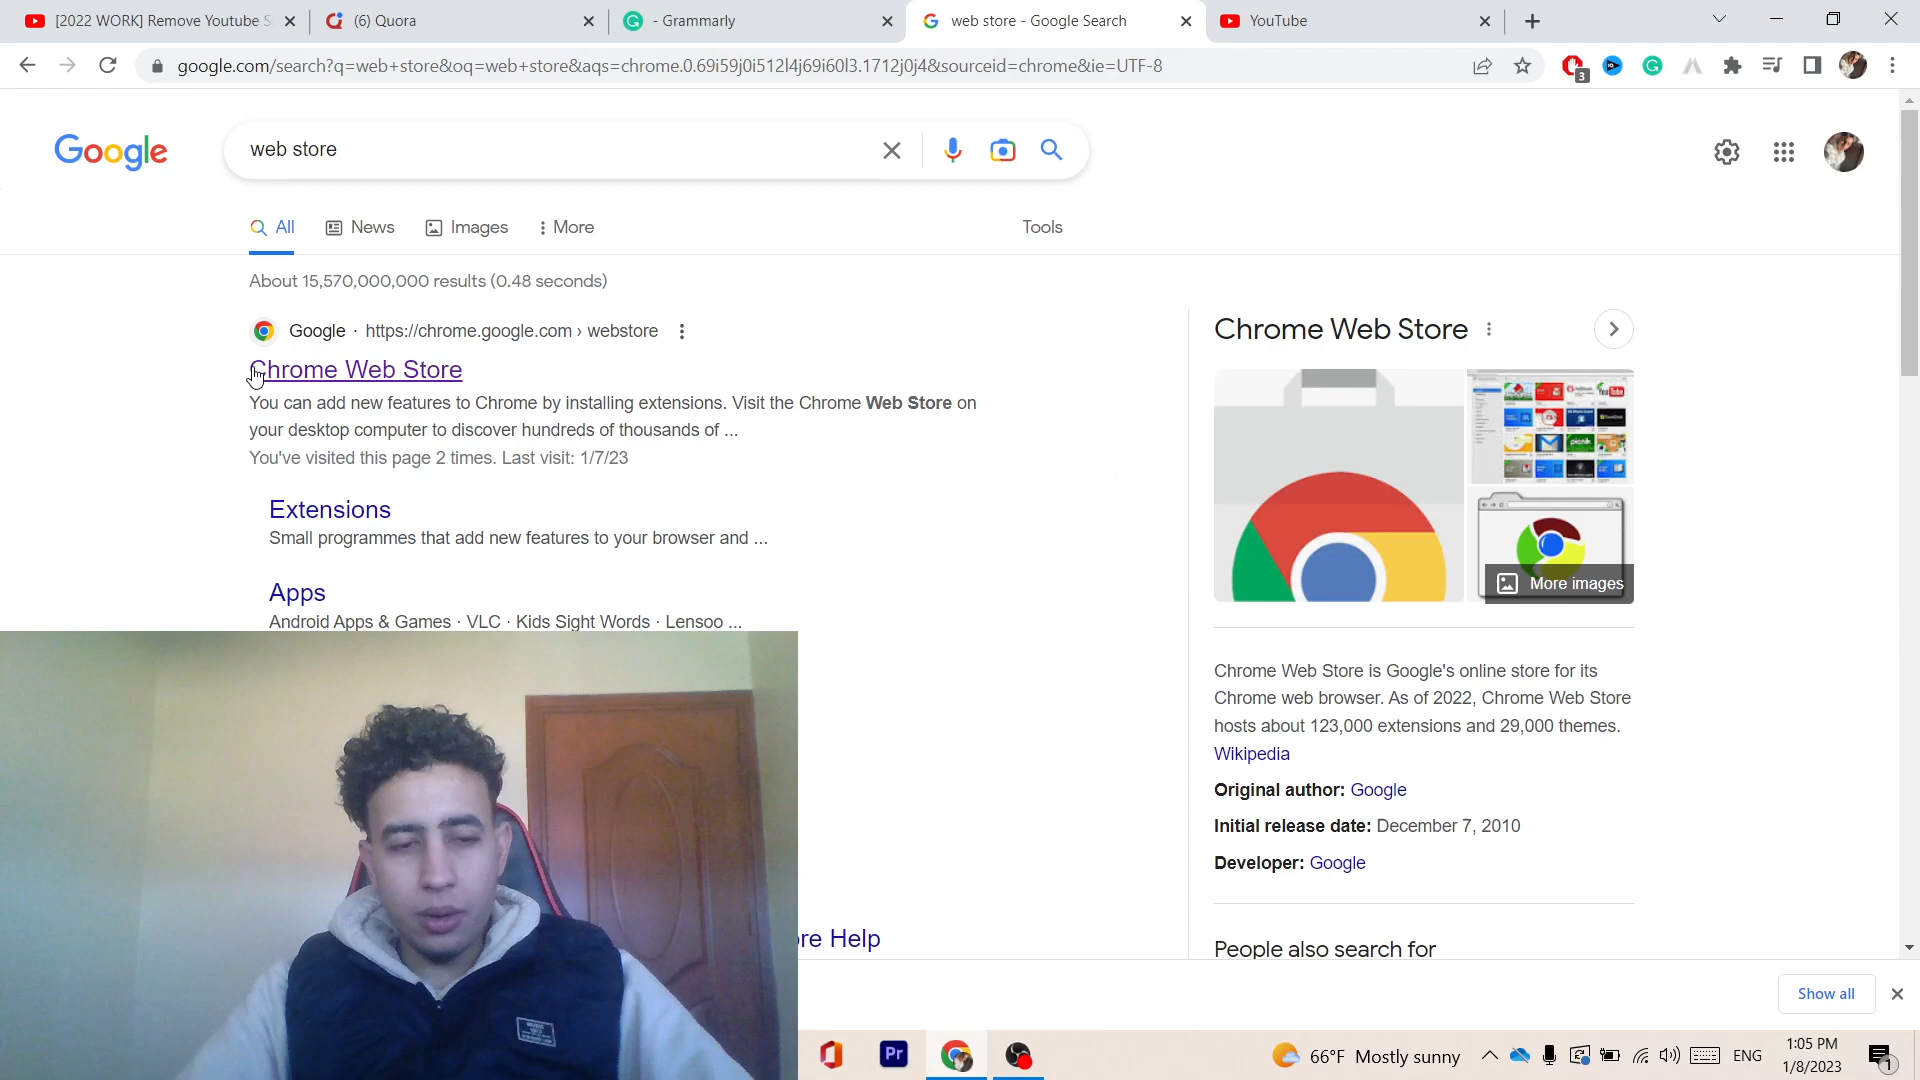 [2022 WORK] Remove Youtube S
(6) Quora
- Grammarly
web store - Google Search
YouTube
google.com/search?q=web+store&oq=web+store&aqs=chrome.0.69i59j0i512l4j69i60l3.1712j0j4&sourceid=chrome&ie=UTF-8
3
Google
web store
All
News
Images
More
Tools
About 15,570,000,000 results (0.48 seconds)
Google · https://chrome.google.com › webstore
Chrome Web Store
You can add new features to Chrome by installing extensions. Visit the Chrome Web Store on
your desktop computer to discover hundreds of thousands of ...
You've visited this page 2 times. Last visit: 1/7/23
Extensions
Small programmes that add new features to your browser and ...
Apps
Android Apps & Games · VLC · Kids Sight Words · Lensoo ...
re Help
Chrome Web Store
More images
Chrome Web Store is Google's online store for its
Chrome web browser. As of 2022, Chrome Web Store
hosts about 123,000 extensions and 29,000 themes.
Wikipedia
Original author: Google
Initial release date: December 7, 2010
Developer: Google
People also search for
Show all
Pr
66°F Mostly sunny
ENG
1:05 PM
1/8/2023
1